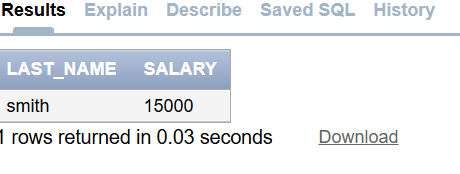 Results Explain Describe Saved SQL History
LAST_NAME SALARY
smith 15000
1 rows returned in 0.03 seconds Download